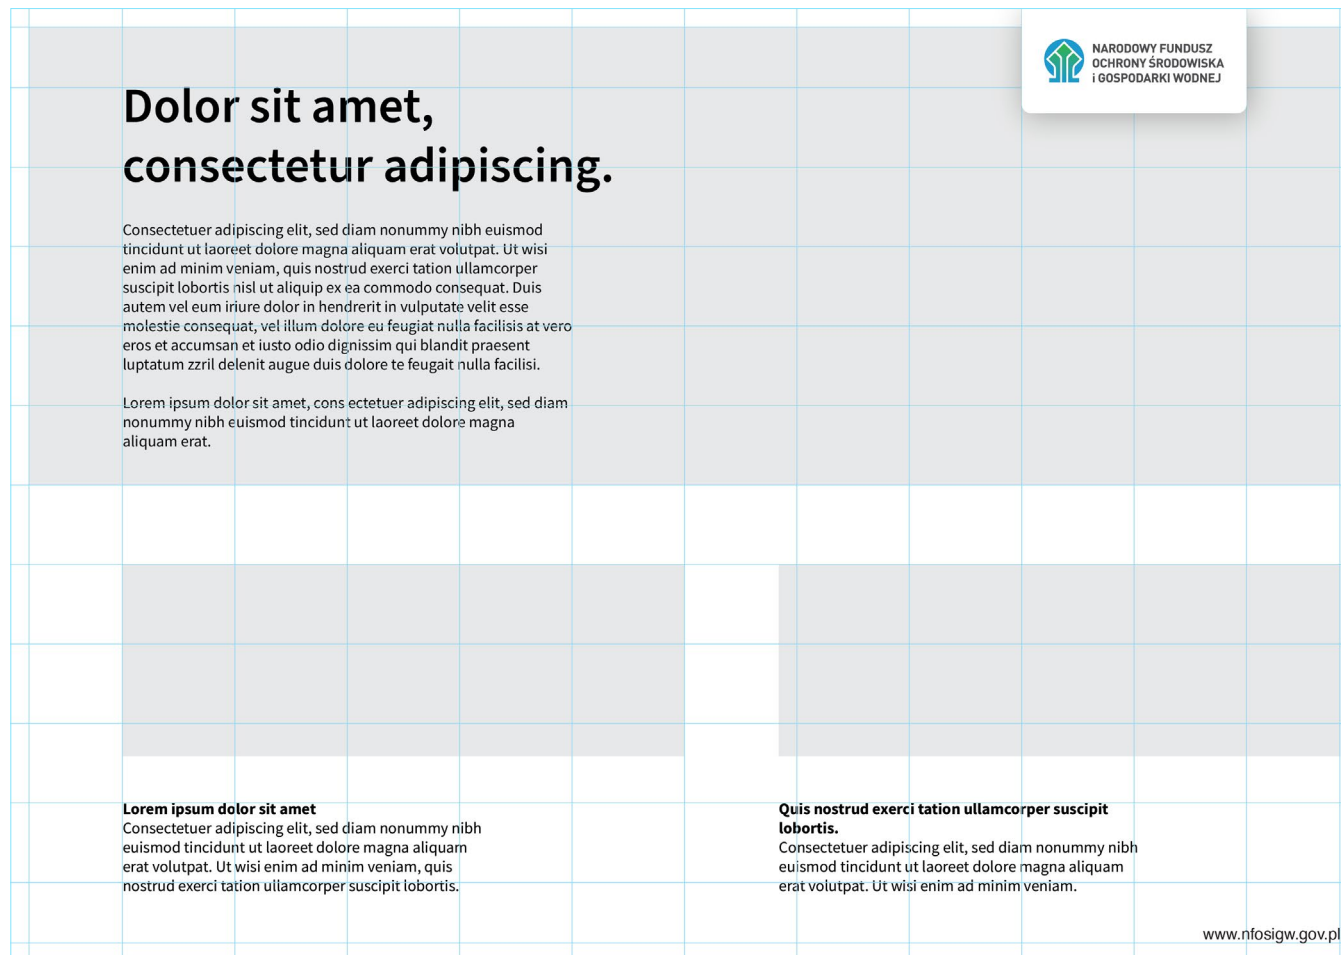 NARODOWY FUNDUSZ
OCHRONY ŚRODOWISKA
i GOSPODARKI WODNEJ
Dolor sit amet,
consectetur adipiscing.
Consectetuer adipiscing elit, sed diam nonummy nibh euismod
tincidunt ut laoreet dolore magna aliquam erat volutpat. Ut wisi
enim ad minim veniam, quis nostrud exerci tation ullamcorper
suscipit lobortis nisl ut aliquip ex ea commodo consequat. Duis
autem vel eum iriure dolor in hendrerit in vulputate velit esse
molestie consequat, vel illum dolore eu feugiat nulla facilisis at vero
eros et accumsan et iusto odio dignissim qui blandit praesent
luptatum zzril delenit augue duis dolore te feugait nulla facilisi.
Lorem ipsum dolor sit amet, cons ectetuer adipiscing elit, sed diam
nonummy nibh euismod tincidunt ut laoreet dolore magna
aliquam erat.
Lorem ipsum dolor sit amet
Consectetuer adipiscing elit, sed diam nonummy nibh
euismod tincidunt ut laoreet dolore magna aliquam
erat volutpat. Ut wisi enim ad minim veniam, quis
nostrud exerci tation ullamcorper suscipit lobortis.
Quis nostrud exerci tation ullamcorper suscipit
lobortis.
Consectetuer adipiscing elit, sed diam nonummy nibh
euismod tincidunt ut laoreet dolore magna aliquam
erat volutpat. Ut wisi enim ad minim veniam.
www.nfosigw.gov.pl